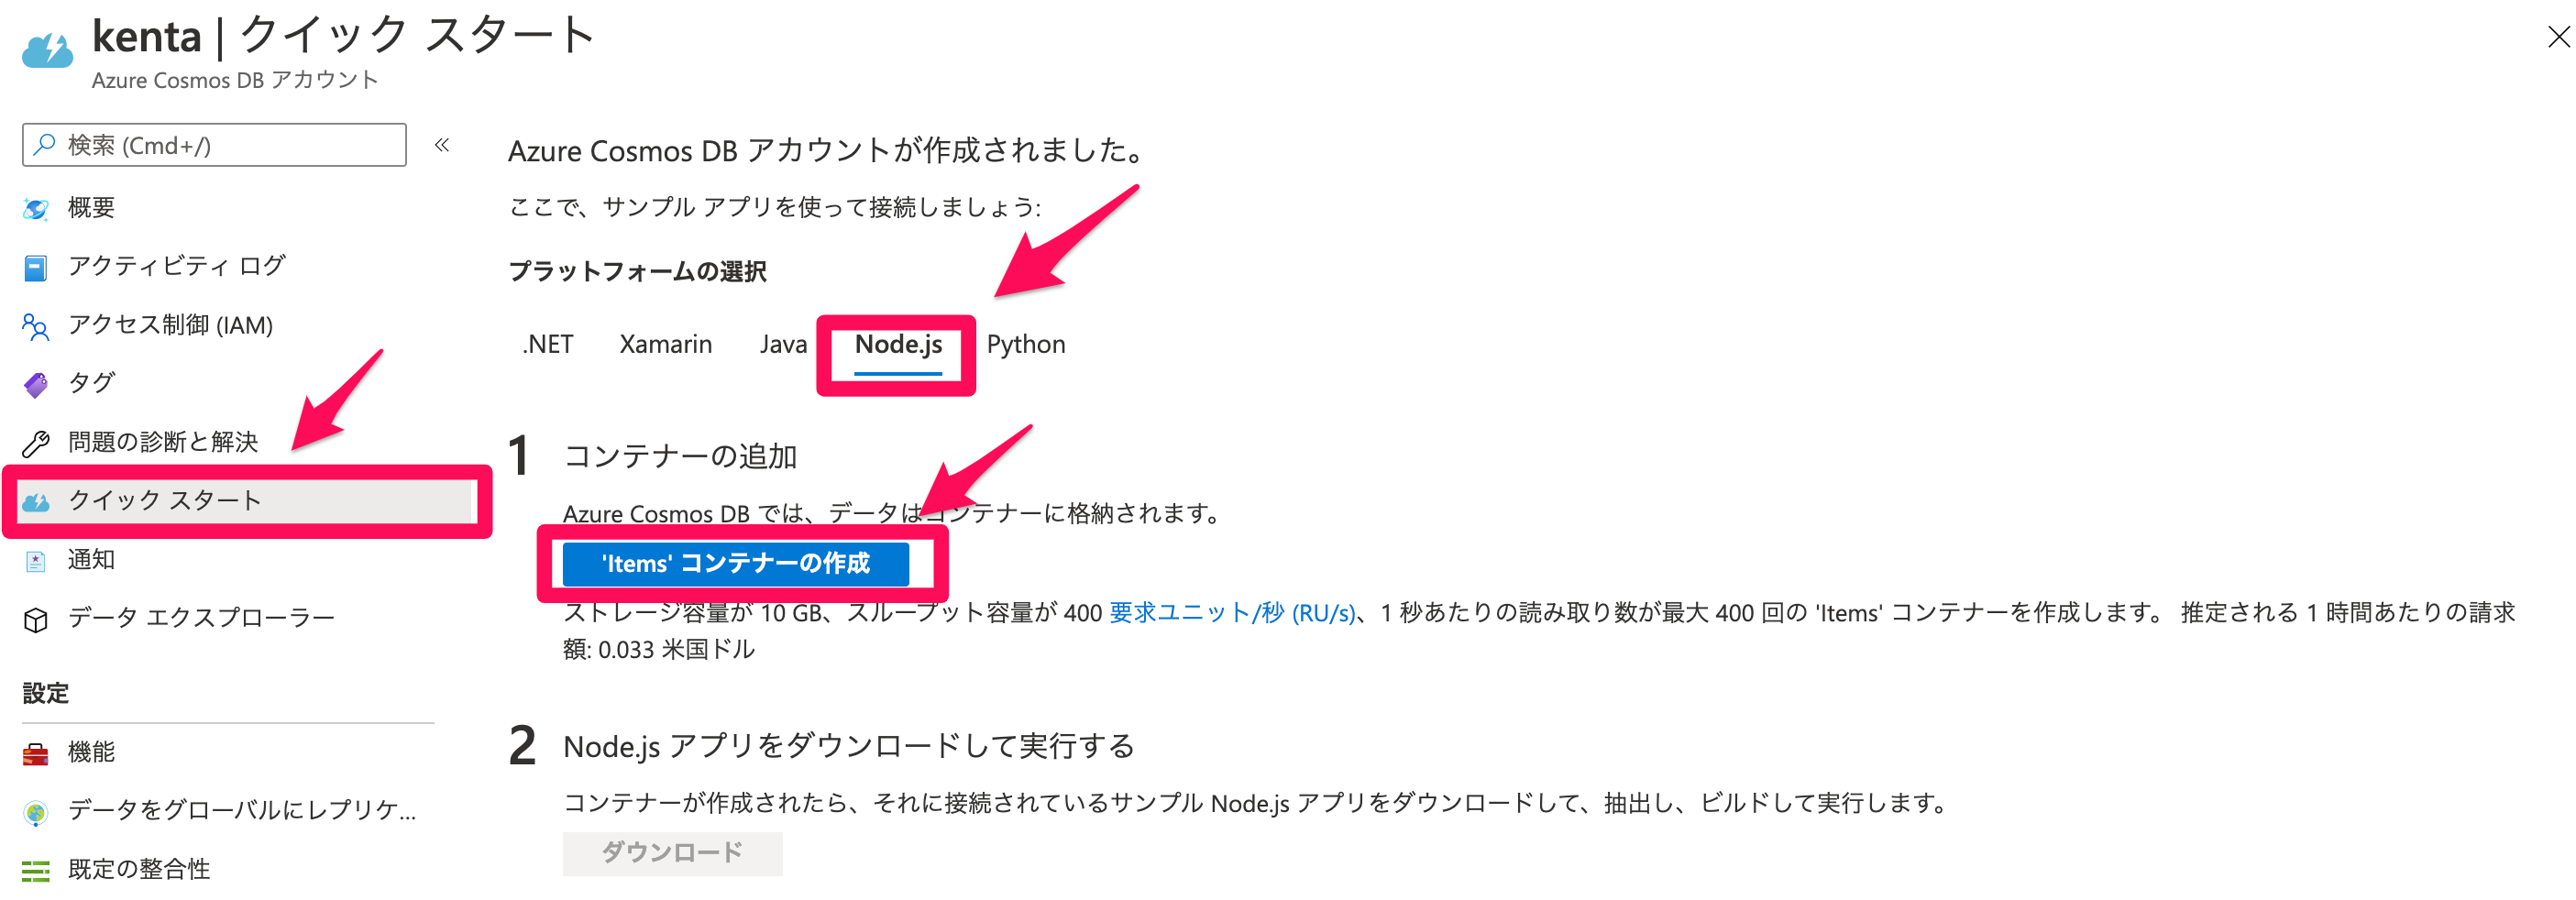 kenta | クイック スタート
Azure Cosmos DB アカウント
検索 (Cmd+/)
概要
アクティビティ ログ
アクセス制御 (IAM)
タグ
問題の診断と解決
クイック スタート
通知
データ エクスプローラー
設定
機能
データをグローバルにレプリケ...
既定の整合性
Azure Cosmos DB アカウントが作成されました。
ここで、サンプル アプリを使って接続しましょう:
プラットフォームの選択
.NET Xamarin Java Node.js Python
1 コンテナーの追加
Azure Cosmos DB では、データはコンテナーに格納されます。
'Items' コンテナーの作成
ストレージ容量が 10 GB、スループット容量が 400 要求ユニット/秒 (RU/s)、1 秒あたりの読み取り数が最大 400 回の 'Items' コンテナーを作成します。 推定される 1 時間あたりの請求
額: 0.033 米国ドル
2 Node.js アプリをダウンロードして実行する
コンテナーが作成されたら、それに接続されているサンプル Node.js アプリをダウンロードして、抽出し、ビルドして実行します。
ダウンロード